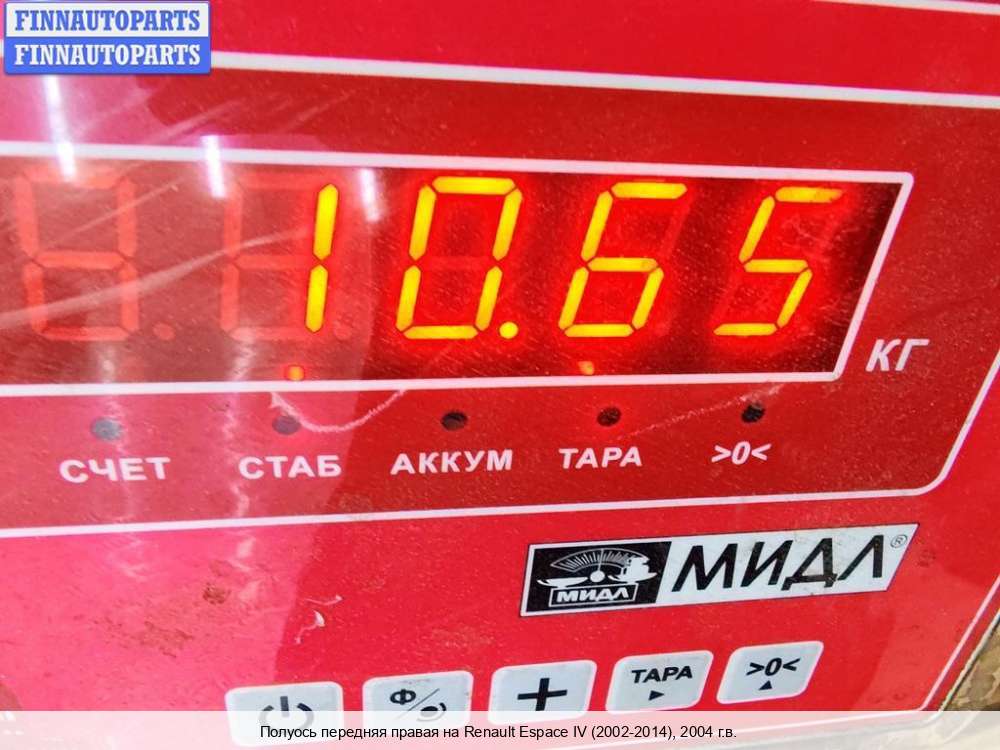 FINNAUTOPARTS
FINNAUTOPARTS
10.65
КГ
СЧЕТ СТАБ АККУМ ТАРА >0<
МИДЛ МИДЛ®
Ф/ + ТАРА >0<
Полуось передняя правая на Renault Espace IV (2002-2014), 2004 г.в.